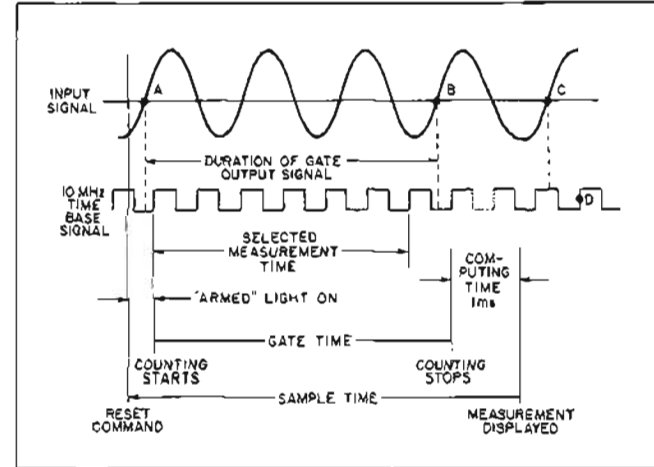 A
B
C
INPUT
SIGNAL
DURATION OF GATE
OUTPUT SIGNAL
10 MHz
TIME
BASE
SIGNAL
D
SELECTED
MEASUREMENT
TIME
COM-
PUTING
TIME
1ms
"ARMED" LIGHT ON
GATE TIME
COUNTING
STARTS
COUNTING
STOPS
SAMPLE TIME
RESET
COMMAND
MEASUREMENT
DISPLAYED